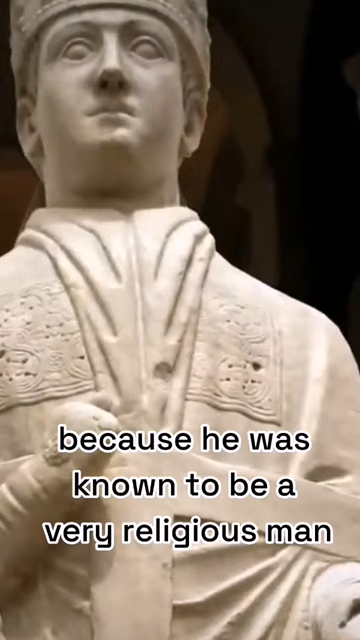 because he was
known to be a
very religious man